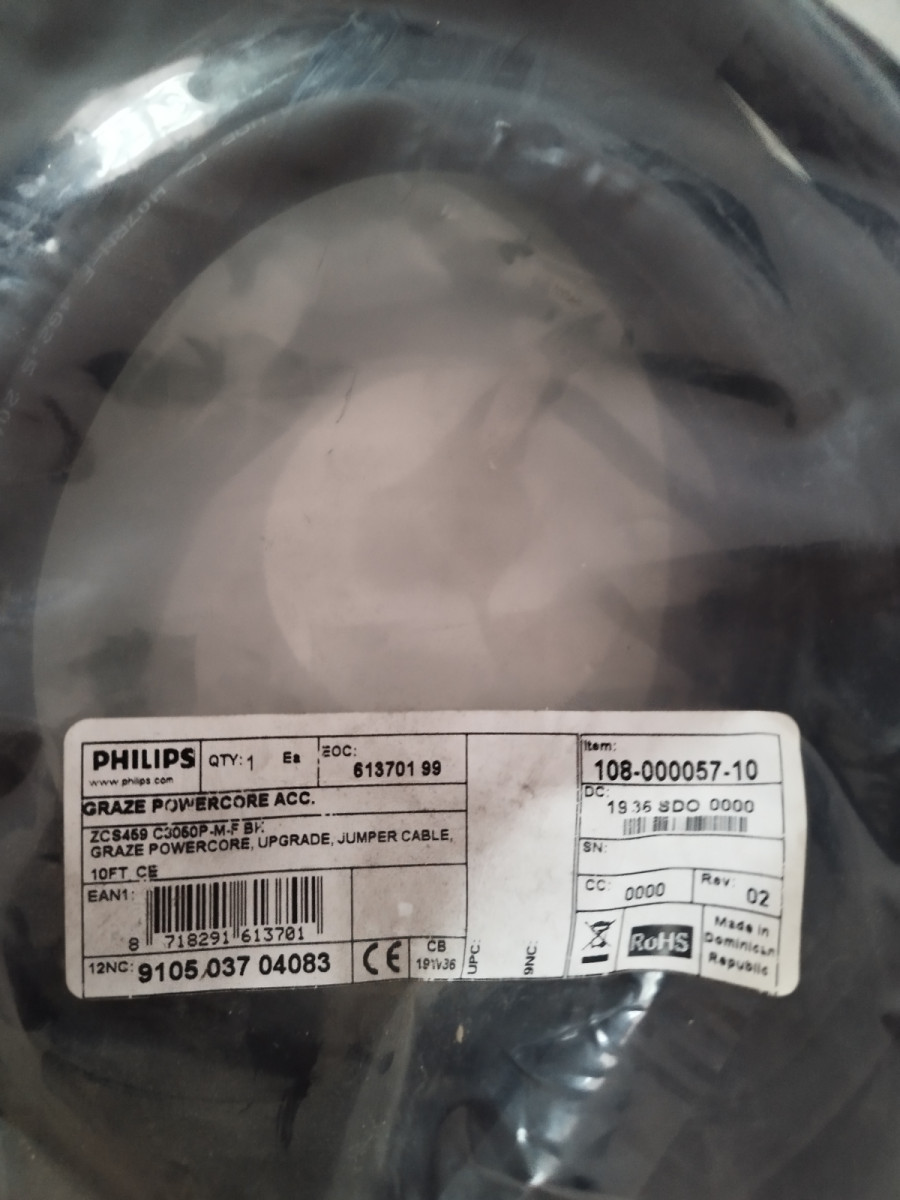 PHILIPS
www.philips.com
QTY: 1 Ea
EOC:
613701 99
GRAZE POWERCORE ACC.
ZCS459 C3050P-M-F BK
GRAZE POWERCORE, UPGRADE, JUMPER CABLE,
10FT CE
EAN1:
8 718291 613701
12NC: 9105 037 04083
CE
CB
19W36
UPC:
9NC:
Item:
108-000057-10
DC:
1936 SDO 0000
SN:
CC: 0000
Rev: 02
RoHS
Made in
Dominican
Republic